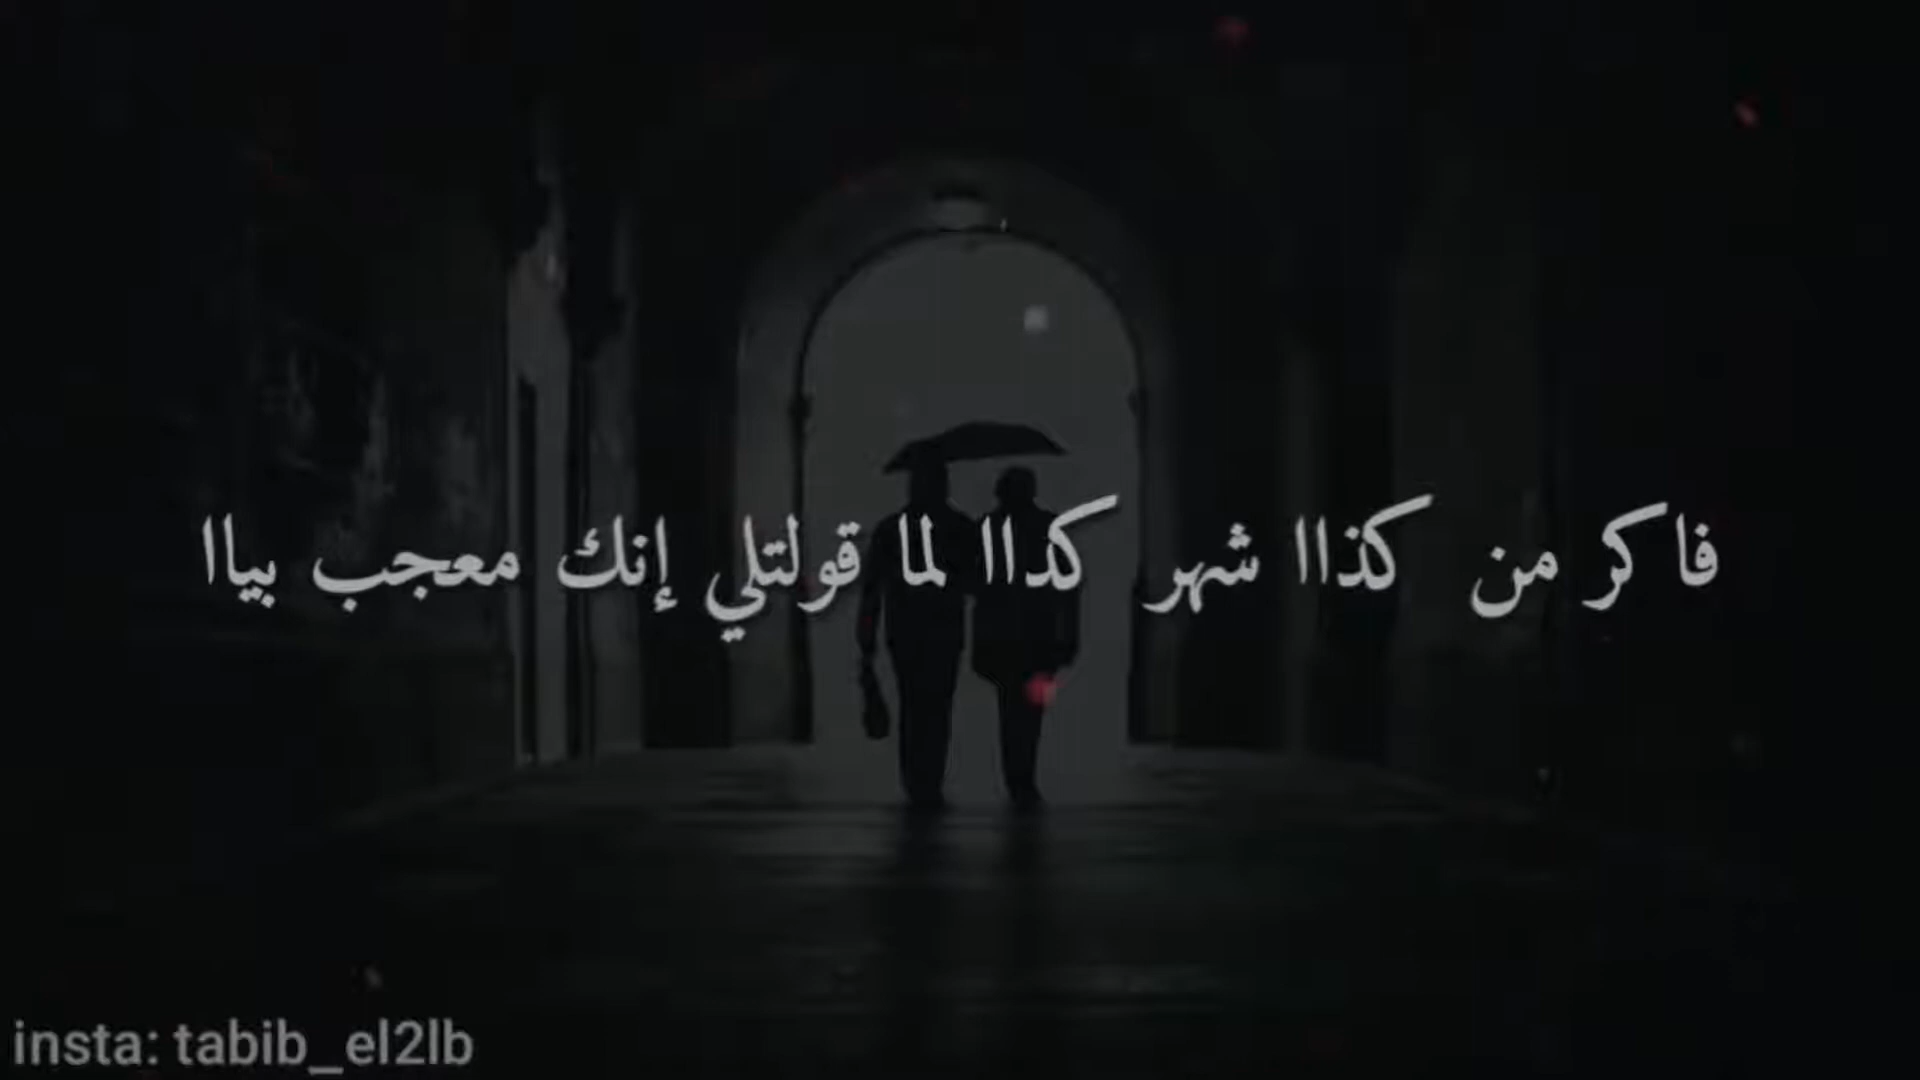 فاكر من كذاا شهر كداا لما قولتلي إنك معجب بياا
insta: tabib_el2lb